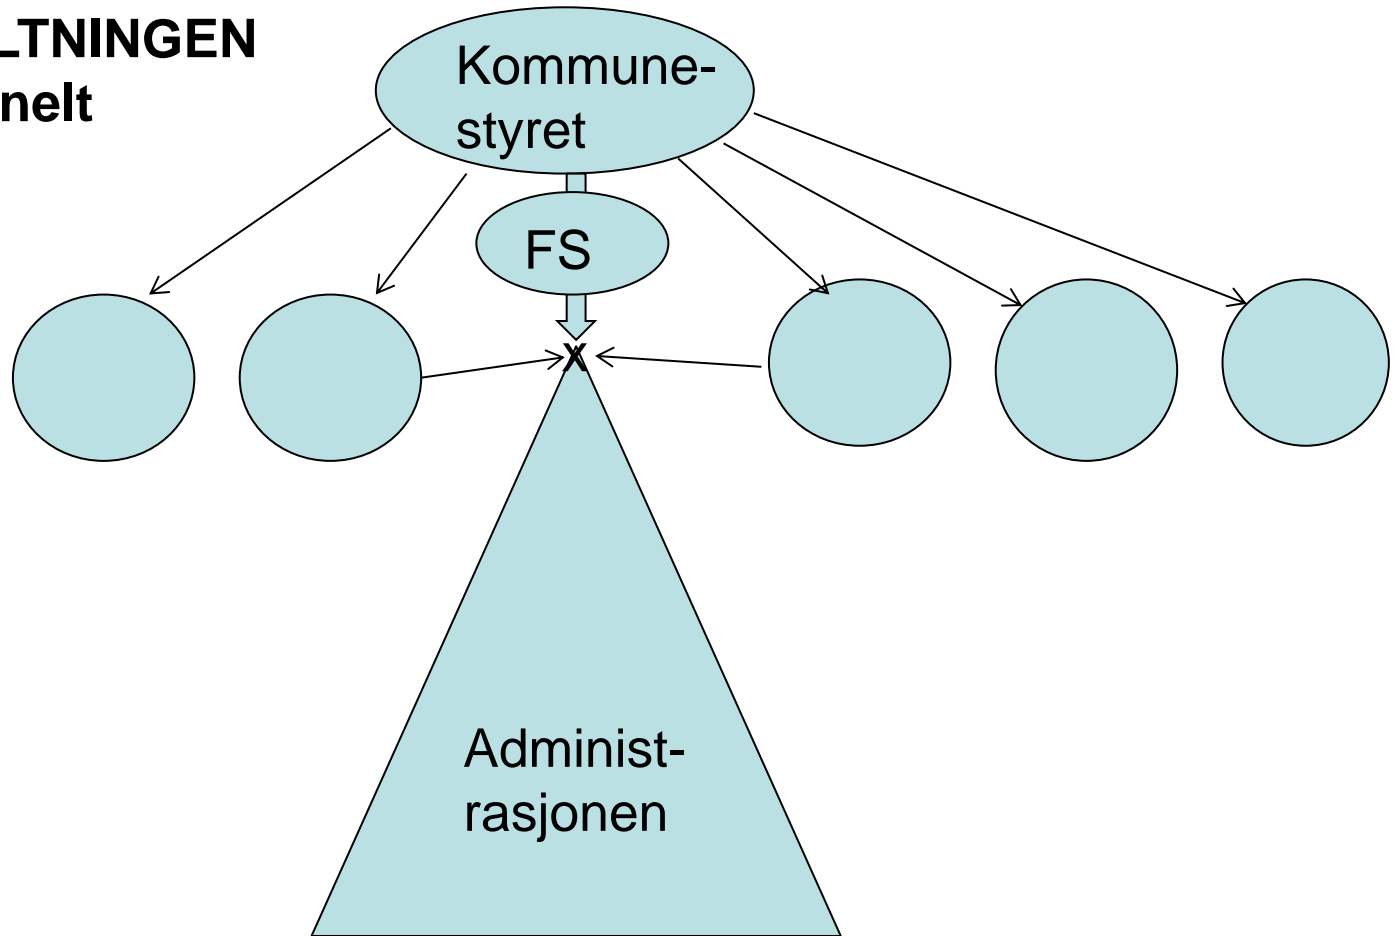 LTNINGEN
nelt
Kommune-
styret
FS
X
Administ-
rasjonen